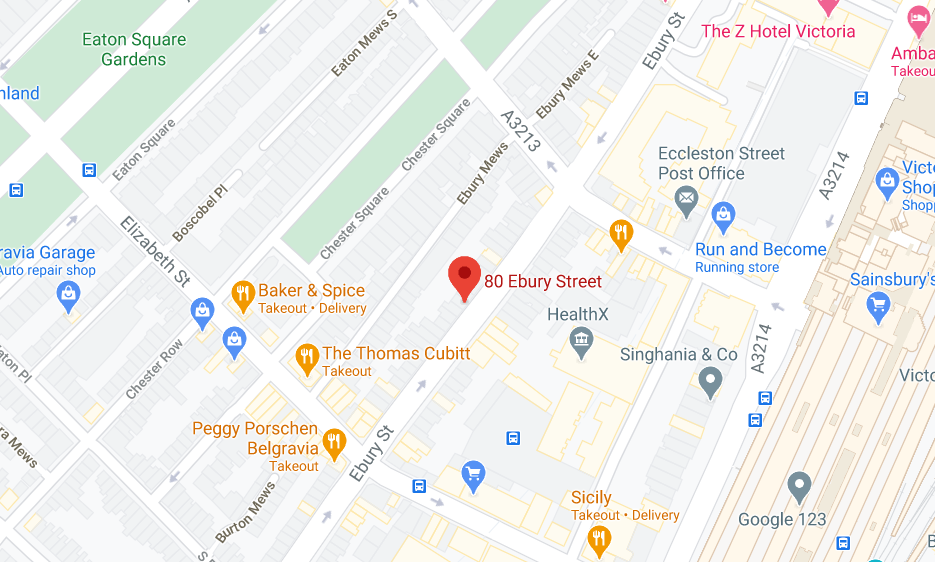 Eaton Mews S
Ebury St
The Z Hotel Victoria
Eaton Square
Gardens
Amba
Takeou
nland
Ebury Mews E
A3213
Chester Square
Eaton Square
Ebury Mews
Eccleston Street
Post Office
A3214
Victo
Shop
Shopp
Boscobel Pl
Chester Square
Elizabeth St
ravia Garage
Auto repair shop
Run and Become
Running store
Baker & Spice
Takeout • Delivery
80 Ebury Street
Sainsbury's
HealthX
The Thomas Cubitt
Takeout
Singhania & Co
A3214
Victo
aton Pl
Chester Row
Peggy Porschen
Belgravia
Takeout
Ebury St
ra Mews
Burton Mews
Sicily
Takeout • Delivery
Google 123
S
B